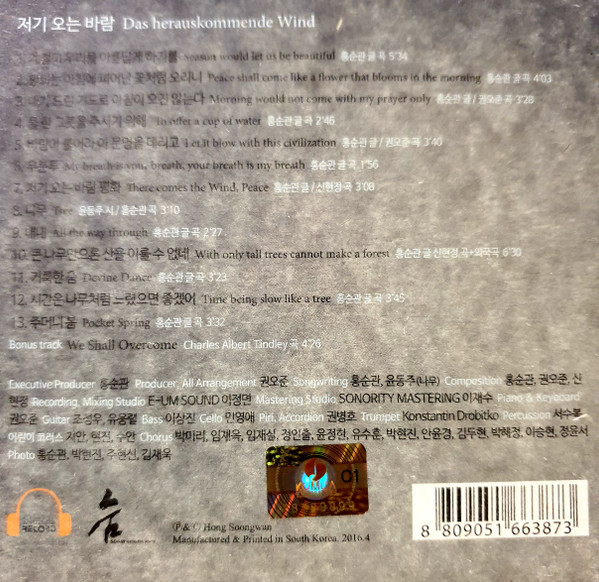 저기 오는 바람 Das herauskommende Wind
1. 계절이 우리를 아름답게 하기를 Season would let us be beautiful 홍순관 글 곡 5'34
2. 평화는 아침에 피어난 꽃처럼 오리니 Peace shall come like a flower that blooms in the morning 홍순관 글 곡 4'03
3. 내가 드린 기도로 아침이 오진 않는다 Morning would not come with my prayer only 홍순관 글 / 권오준 곡 3'28
4. 들린 그릇을 주시기 위해 To offer a cup of water 홍순관 글 곡 2'46
5. 바람이 불어라 이 문명을 데리고 Let it blow with this civilization 홍순관 글 / 권오준 곡 3'40
6. My breath is you, breath, your breath is my breath 홍순관 글 곡 1'56
7. 저기 오는 바람 평화 There comes the Wind, Peace 홍순관 글 / 신현정 곡 3'08
8. 나무 Tree 윤동주 시 / 홍순관 곡 3'10
9. 내내 All the way through 홍순관 글 곡 2'27
10. 큰 나무만으론 산을 이룰 수 없네 With only tall trees cannot make a forest 홍순관 글 신현정 곡+외국곡 6'30
11. 거룩한 춤 Devine Dance 홍순관 글 곡 3'23
12. 시간은 나무처럼 느렸으면 좋겠어 Time being slow like a tree 홍순관 글 곡 3'45
13. 주머니 봄 Pocket Spring 홍순관 글 곡 3'32
Bonus track We Shall Overcome Charles Albert Tindley 곡 4'26
Executive Producer 홍순관 Producer, All Arrangement 권오준 Songwriting 홍순관, 윤동주(나무) Composition 홍순관, 권오준, 신
현정 Recording, Mixing Studio E-UM SOUND 이정면 Mastering Studio SONORITY MASTERING 이재수 Piano & Keyboard
권오준 Guitar 조정우, 유웅렬 Bass 이상진 Cello 민영애 Piri, Accordion 권병호 Trumpet Konstantin Drobitko Percussion 서수
어린이 코러스 저안, 현진, 수안 Chorus 박미리, 임재욱, 임재실, 정인술, 윤정한, 유수훈, 박현진, 안윤경, 김두현, 박혜정, 이승현, 정윤서
Photo 홍순관, 박현진, 주현신, 김재욱
RELOAD
숨
01
℗ & © Hong Soongwan
Manufactured & Printed in South Korea. 2016.4
8 809051 663873